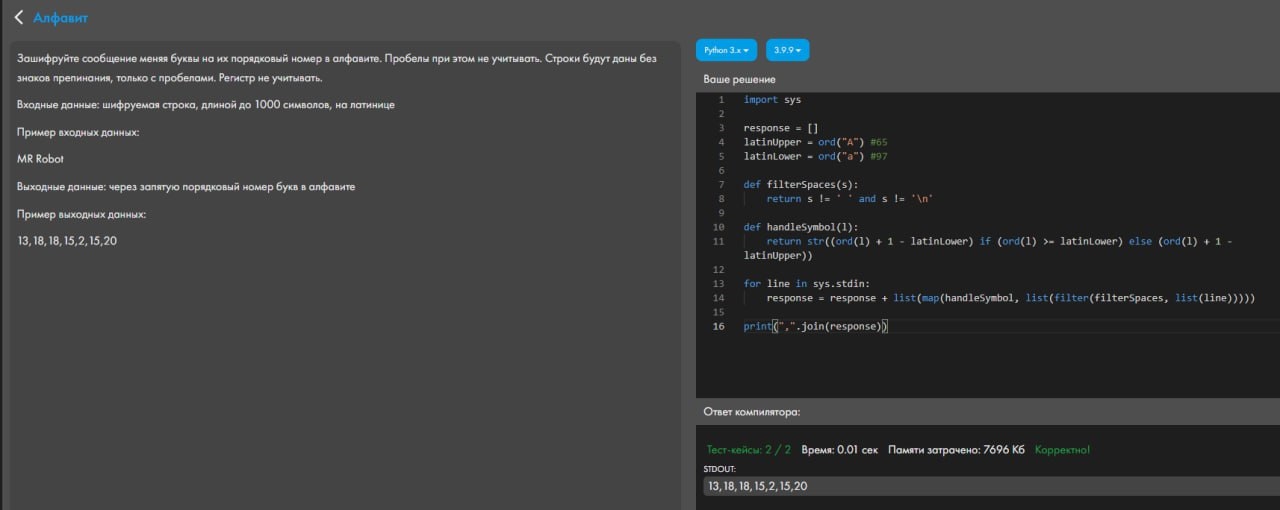 Алфавит
Зашифруйте сообщение меняя буквы на их порядковый номер в алфавите. Пробелы при этом не учитывать. Строки будут даны без
знаков препинания, только с пробелами. Регистр не учитывать.
Входные данные: шифруемая строка, длиной до 1000 символов, на латинице
Пример входных данных:
MR Robot
Выходные данные: через запятую порядковый номер букв в алфавите
Пример выходных данных:
13,18,18,15,2,15,20
Python 3.x 3.9.9
Ваше решение
1 import sys
2
3 response = []
4 latinUpper = ord("A") #65
5 latinLower = ord("a") #97
6
7 def filterSpaces(s):
8 return s != ' ' and s != '\n'
9
10 def handleSymbol(l):
11 return str((ord(l) + 1 - latinLower) if (ord(l) >= latinLower) else (ord(l) + 1 -
latinUpper))
12
13 for line in sys.stdin:
14 response = response + list(map(handleSymbol, list(filter(filterSpaces, list(line)))))
15
16 print(",".join(response))
Ответ компилятора:
Тест-кейсы: 2 / 2 Время: 0.01 сек Памяти затрачено: 7696 Кб Корректно!
STDOUT:
13,18,18,15,2,15,20